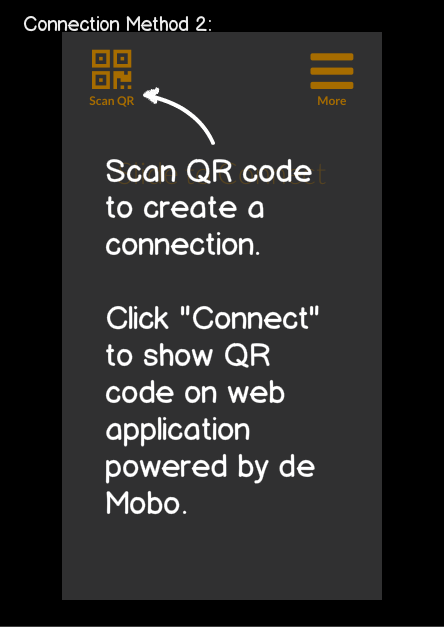 Connection Method 2:
Scan QR
More
Scan QR code
to create a
connection.
Click "Connect"
to show QR
code on web
application
powered by de
Mobo.